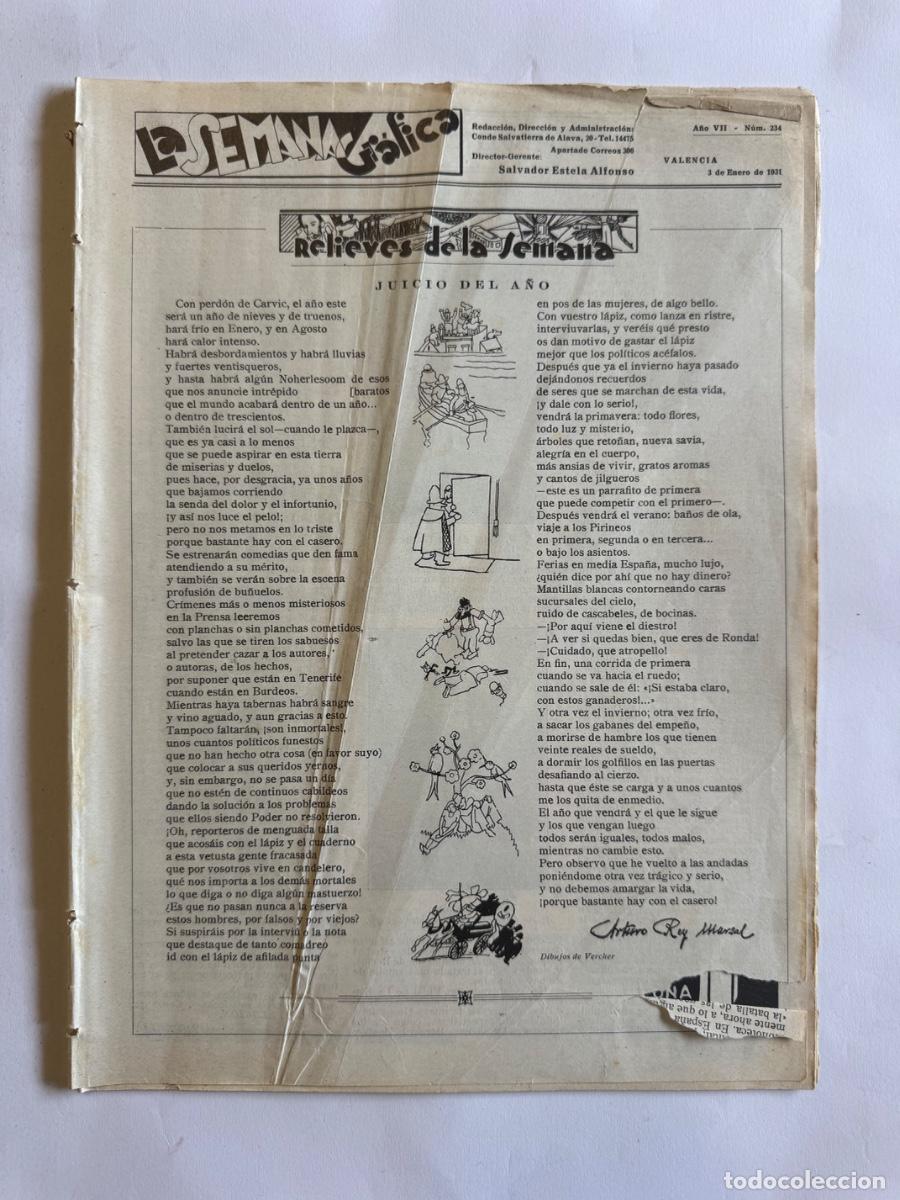 La SEMANA Gráfica
Redacción, Dirección y Administración:
Conde Salvatierra de Alava, 20-Tel. 14475
Apartado Correos 306
Director-Gerente:
Salvador Estela Alfonso
Año VII - Núm. 234
VALENCIA
3 de Enero de 1931
Relieves de la Semana
JUICIO DEL AÑO
Con perdón de Carvic, el año este
será un año de nieves y de truenos,
hará frío en Enero, y en Agosto
hará calor intenso.
Habrá desbordamientos y habrá lluvias
y fuertes ventisqueros,
y hasta habrá algún Noherlesoom de esos
que nos anuncie intrépido [baratos
que el mundo acabará dentro de un año...
o dentro de trescientos.
También lucirá el sol—cuando le plazca—,
que es ya casi a lo menos
que se puede aspirar en esta tierra
de miserias y duelos,
pues hace, por desgracia, ya unos años
que bajamos corriendo
la senda del dolor y el infortunio,
¡y así nos luce el pelo!;
pero no nos metamos en lo triste
porque bastante hay con el casero.
Se estrenarán comedias que den fama
atendiendo a su mérito,
y también se verán sobre la escena
profusión de buñuelos.
Crímenes más o menos misteriosos
en la Prensa leeremos
con planchas o sin planchas cometidos,
salvo las que se tiren los sabuesos
al pretender cazar a los autores,
o autoras, de los hechos,
por suponer que están en Tenerife
cuando están en Burdeos.
Mientras haya tabernas habrá sangre
y vino aguado, y aun gracias a esto.
Tampoco faltarán, ¡son inmortales!,
unos cuantos políticos funestos
que no han hecho otra cosa (en favor suyo)
que colocar a sus queridos yernos,
y, sin embargo, no se pasa un día
que no estén de continuos cabildeos
dando la solución a los problemas
que ellos siendo Poder no resolvieron.
¡Oh, reporteros de menguada talla
que acosáis con el lápiz y el cuaderno
a esta vetusta gente fracasada
que por vosotros vive en candelero,
qué nos importa a los demás mortales
lo que diga o no diga algún mastuerzo!
¿Es que no pasan nunca a la reserva
estos hombres, por falsos y por viejos?
Si suspiráis por la interviú o la nota
que destaque de tanto comadreo
id con el lápiz de afilada punta
en pos de las mujeres, de algo bello.
Con vuestro lápiz, como lanza en ristre,
interviuvarlas, y veréis qué presto
os dan motivo de gastar el lápiz
mejor que los políticos acéfalos.
Después que ya el invierno haya pasado
dejándonos recuerdos
de seres que se marchan de esta vida,
¡y dale con lo serio!,
vendrá la primavera: todo flores,
todo luz y misterio,
árboles que retoñan, nueva savia,
alegría en el cuerpo,
más ansias de vivir, gratos aromas
y cantos de jilgueros
—este es un parrafito de primera
que puede competir con el primero—.
Después vendrá el verano: baños de ola,
viaje a los Pirineos
en primera, segunda o en tercera...
o bajo los asientos.
Ferias en media España, mucho lujo,
¿quién dice por ahí que no hay dinero?
Mantillas blancas contorneando caras
sucursales del cielo,
ruido de cascabeles, de bocinas.
—¡Por aquí viene el diestro!
—¡A ver si quedas bien, que eres de Ronda!
—¡Cuidado, que atropello!
En fin, una corrida de primera
cuando se va hacia el ruedo;
cuando se sale de él: «¡Si estaba claro,
con estos ganaderos!...»
Y otra vez el invierno; otra vez frío,
a sacar los gabanes del empeño,
a morirse de hambre los que tienen
veinte reales de sueldo,
a dormir los golfillos en las puertas
desafiando al cierzo.
hasta que éste se carga y a unos cuantos
me los quita de enmedio.
El año que vendrá y el que le sigue
y los que vengan luego
todos serán iguales, todos malos,
mientras no cambie esto.
Pero observo que he vuelto a las andadas
poniéndome otra vez trágico y serio,
y no debemos amargar la vida,
¡porque bastante hay con el casero!
Arturo Rey Marzal
Dibujos de Vercher
«la batalla de las
mente ahora, a lo que
En España
todocoleccion